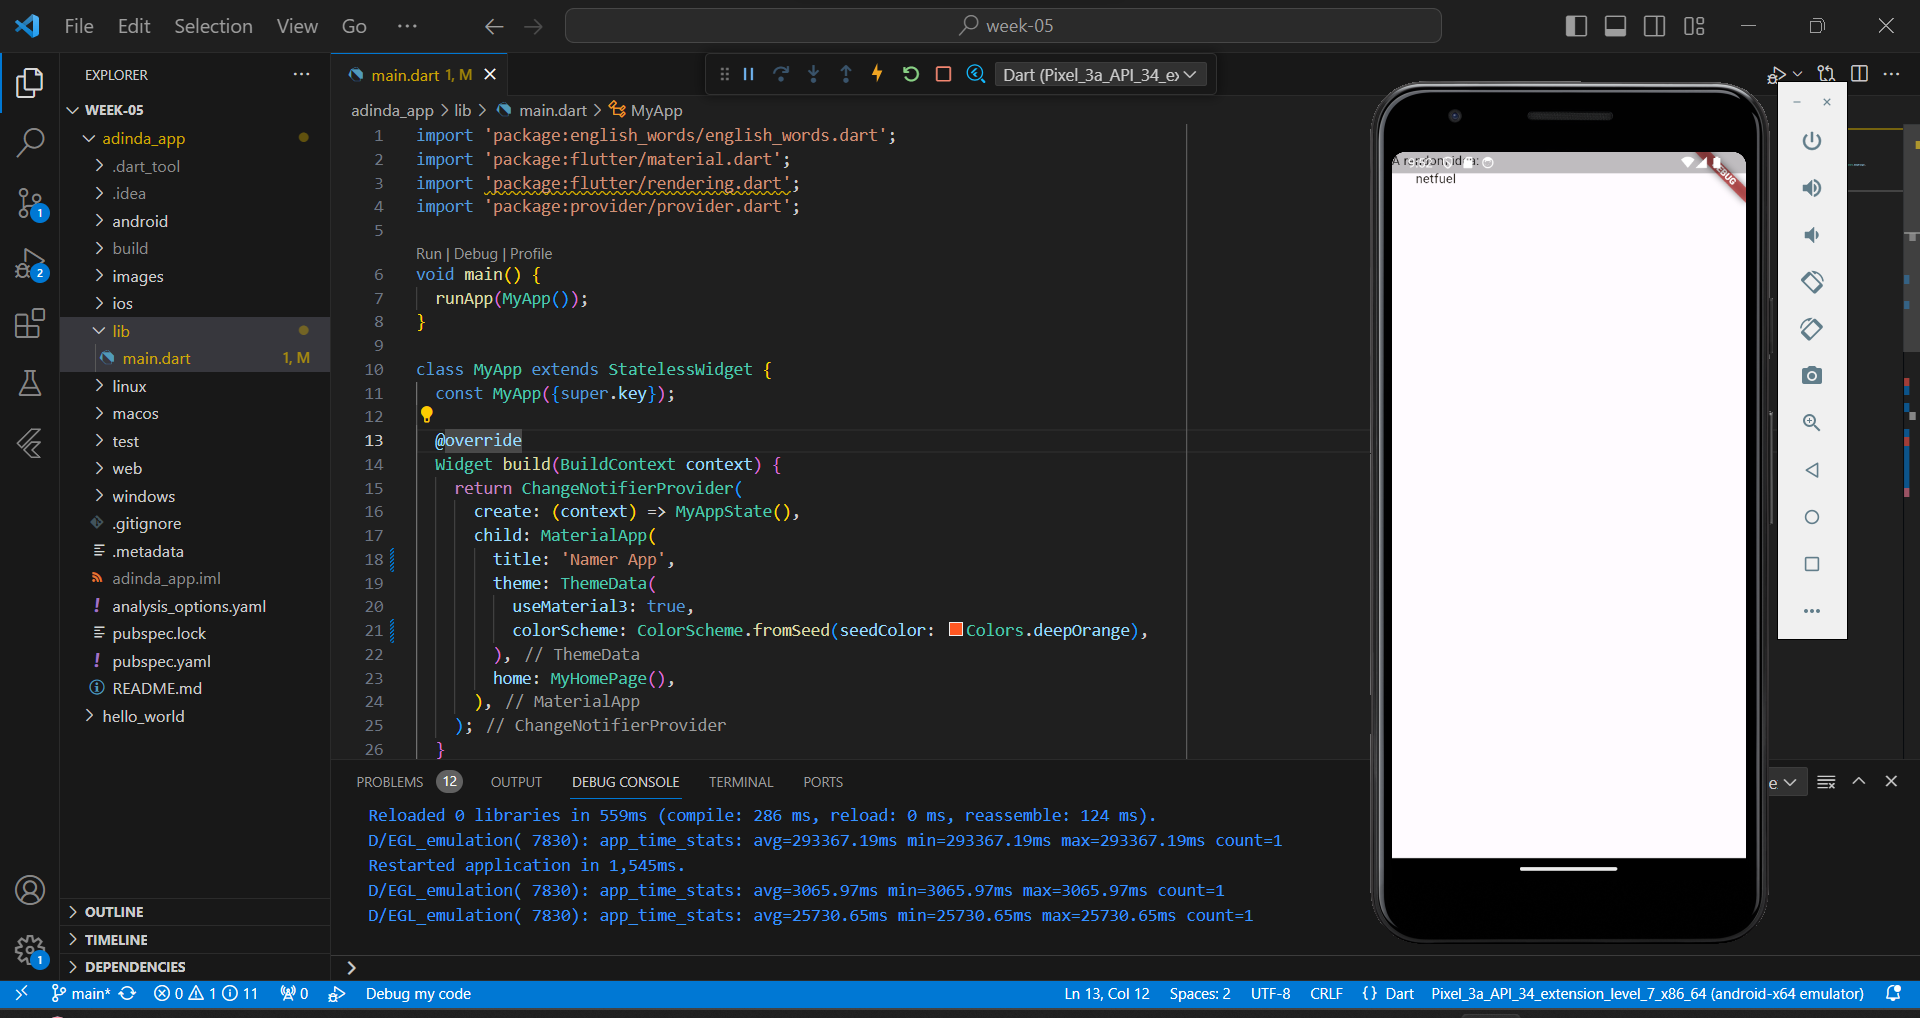 File Edit Selection View Go
week-05
EXPLORER
WEEK-05
adinda_app
.dart_tool
.idea
android
build
images
ios
lib
main.dart 1, M
linux
macos
test
web
windows
.gitignore
.metadata
adinda_app.iml
analysis_options.yaml
pubspec.lock
pubspec.yaml
README.md
hello_world
OUTLINE
TIMELINE
DEPENDENCIES
1
2
1
main.dart 1, M
Dart (Pixel_3a_API_34_e
adinda_app > lib > main.dart > MyApp
1 import 'package:english_words/english_words.dart';
2 import 'package:flutter/material.dart';
3 import 'package:flutter/rendering.dart';
4 import 'package:provider/provider.dart';
5
Run | Debug | Profile
6 void main() {
7 runApp(MyApp());
8 }
9
10 class MyApp extends StatelessWidget {
11 const MyApp({super.key});
12
13 @override
14 Widget build(BuildContext context) {
15 return ChangeNotifierProvider(
16 create: (context) => MyAppState(),
17 child: MaterialApp(
18 title: 'Namer App',
19 theme: ThemeData(
20 useMaterial3: true,
21 colorScheme: ColorScheme.fromSeed(seedColor: Colors.deepOrange),
22 ), // ThemeData
23 home: MyHomePage(),
24 ), // MaterialApp
25 ); // ChangeNotifierProvider
26 }
A random idea:
netfuel
PROBLEMS 12 OUTPUT DEBUG CONSOLE TERMINAL PORTS
Reloaded 0 libraries in 559ms (compile: 286 ms, reload: 0 ms, reassemble: 124 ms).
D/EGL_emulation( 7830): app_time_stats: avg=293367.19ms min=293367.19ms max=293367.19ms count=1
Restarted application in 1,545ms.
D/EGL_emulation( 7830): app_time_stats: avg=3065.97ms min=3065.97ms max=3065.97ms count=1
D/EGL_emulation( 7830): app_time_stats: avg=25730.65ms min=25730.65ms max=25730.65ms count=1
main* 0 1 11 0 Debug my code Ln 13, Col 12 Spaces: 2 UTF-8 CRLF {} Dart Pixel_3a_API_34_extension_level_7_x86_64 (android-x64 emulator)